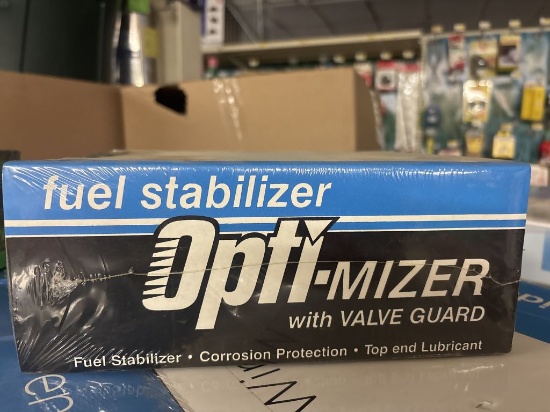 fuel stabilizer
Opti-MIZER
with VALVE GUARD
Fuel Stabilizer • Corrosion Protection • Top end Lubricant